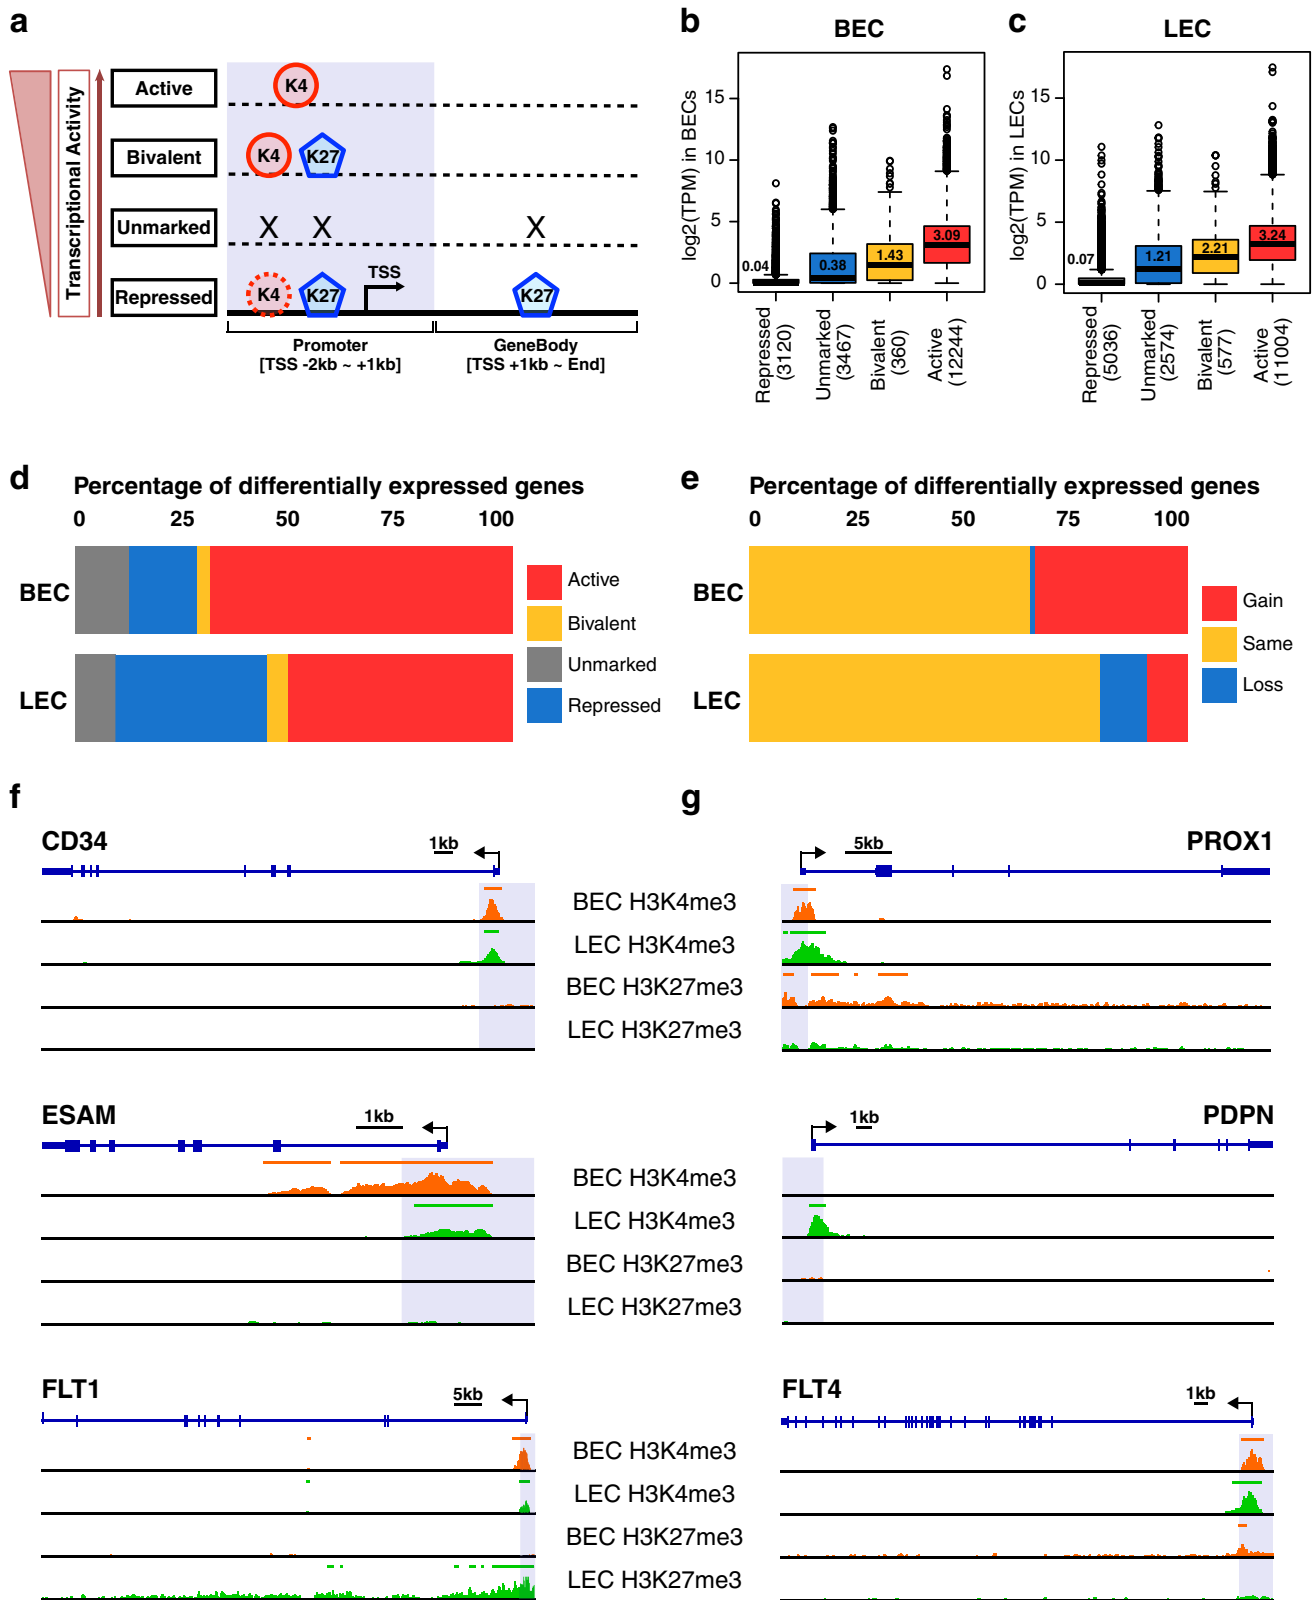 a
Transcriptional Activity
Active
K4
Bivalent
K4 K27
Unmarked
X X X
Repressed
K4 K27 TSS K27
Promoter
[TSS -2kb ~ +1kb]
GeneBody
[TSS +1kb ~ End]
b
BEC
log2(TPM) in BECs
15
10
5
0
0.04
0.38
1.43
3.09
Repressed
(3120)
Unmarked
(3467)
Bivalent
(360)
Active
(12244)
c
LEC
log2(TPM) in LECs
15
10
5
0
0.07
1.21
2.21
3.24
Repressed
(5036)
Unmarked
(2574)
Bivalent
(577)
Active
(11004)
d
Percentage of differentially expressed genes
0 25 50 75 100
BEC
LEC
Active
Bivalent
Unmarked
Repressed
e
Percentage of differentially expressed genes
0 25 50 75 100
BEC
LEC
Gain
Same
Loss
f
g
CD34
1kb
5kb
PROX1
BEC H3K4me3
LEC H3K4me3
BEC H3K27me3
LEC H3K27me3
ESAM
1kb
1kb
PDPN
BEC H3K4me3
LEC H3K4me3
BEC H3K27me3
LEC H3K27me3
FLT1
5kb
FLT4
1kb
BEC H3K4me3
LEC H3K4me3
BEC H3K27me3
LEC H3K27me3